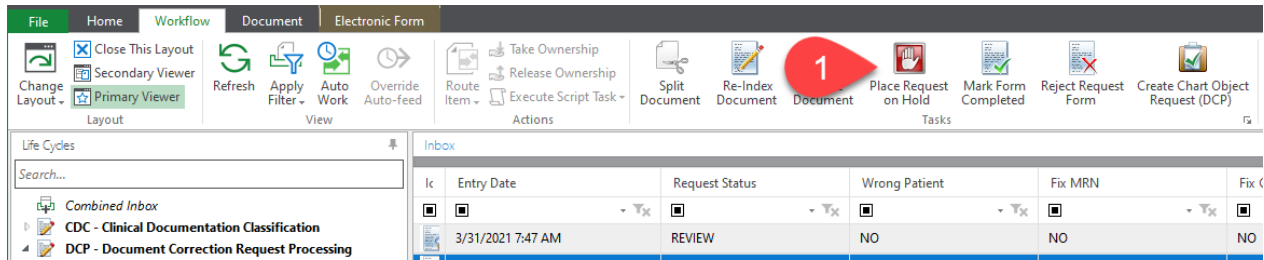 File Home Workflow Document Electronic Form
Close This Layout
Secondary Viewer
Primary Viewer
Change Layout
Layout
Refresh
Apply Filter
Auto Work
Override Auto-feed
View
Route Item
Take Ownership
Release Ownership
Execute Script Task
Actions
Split Document
Re-Index Document
Document
1
Place Request on Hold
Mark Form Completed
Reject Request Form
Create Chart Object Request (DCP)
Tasks
Life Cycles
Search...
Combined Inbox
CDC - Clinical Documentation Classification
DCP - Document Correction Request Processing
Inbox
Ic Entry Date Request Status Wrong Patient Fix MRN Fix
3/31/2021 7:47 AM REVIEW NO NO NO